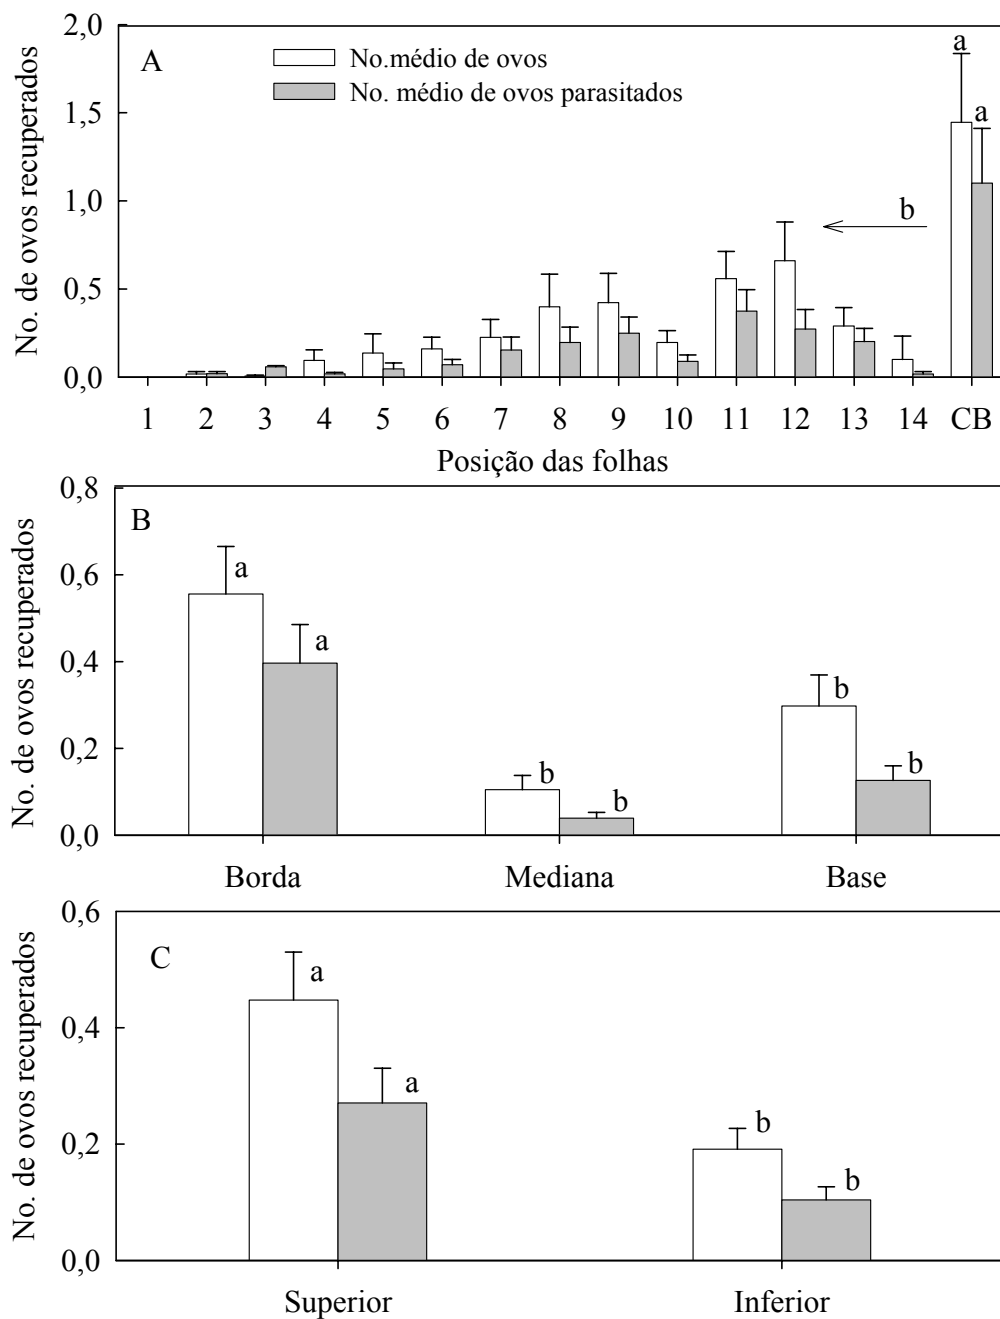 2,0
A
No.médio de ovos
No. médio de ovos parasitados
a
a
b
1,5
1,0
0,5
0,0
No. de ovos recuperados
1 2 3 4 5 6 7 8 9 10 11 12 13 14 CB
Posição das folhas
0,8
B
0,6
0,4
0,2
0,0
No. de ovos recuperados
a
a
b
b
b
b
Borda Mediana Base
0,6
C
0,4
0,2
0,0
No. de ovos recuperados
a
a
b
b
Superior Inferior